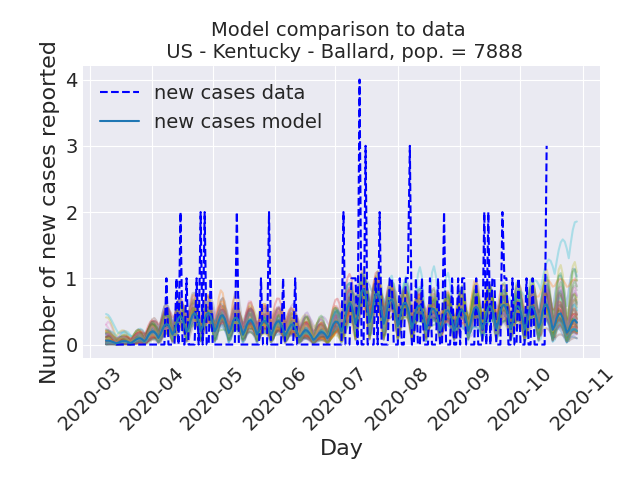 Model comparison to data
US - Kentucky - Ballard, pop. = 7888
Number of new cases reported
4
3
2
1
0
new cases data
new cases model
2020-03
2020-04
2020-05
2020-06
2020-07
2020-08
2020-09
2020-10
2020-11
Day